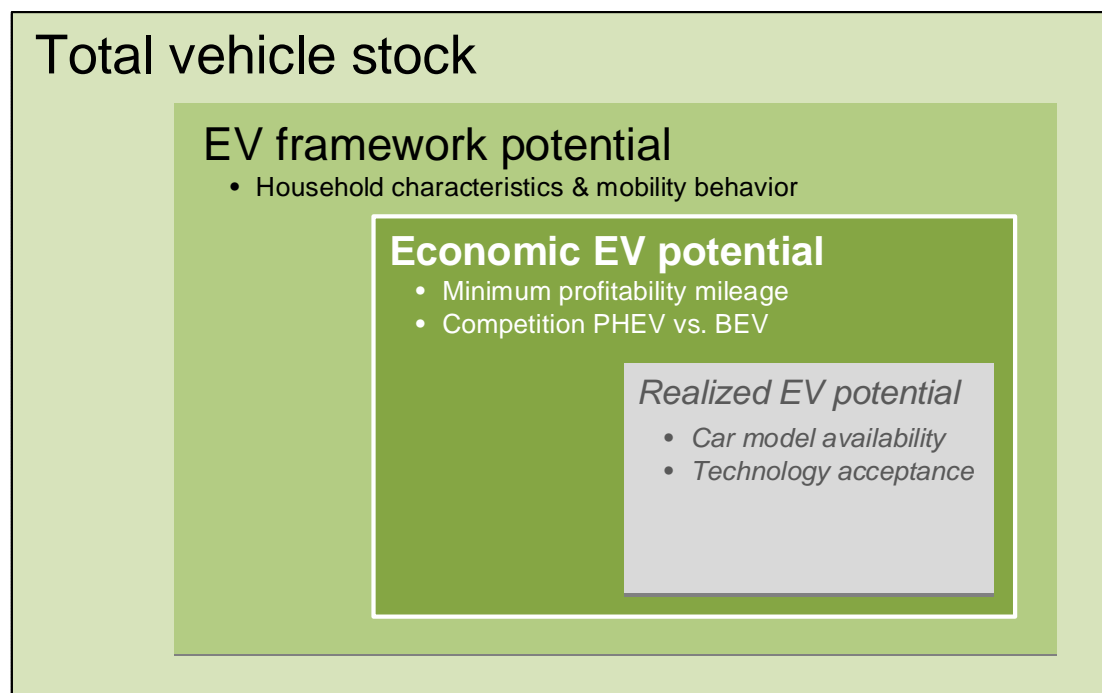 Total vehicle stock
EV framework potential
• Household characteristics & mobility behavior
Economic EV potential
• Minimum profitability mileage
• Competition PHEV vs. BEV
Realized EV potential
• Car model availability
• Technology acceptance